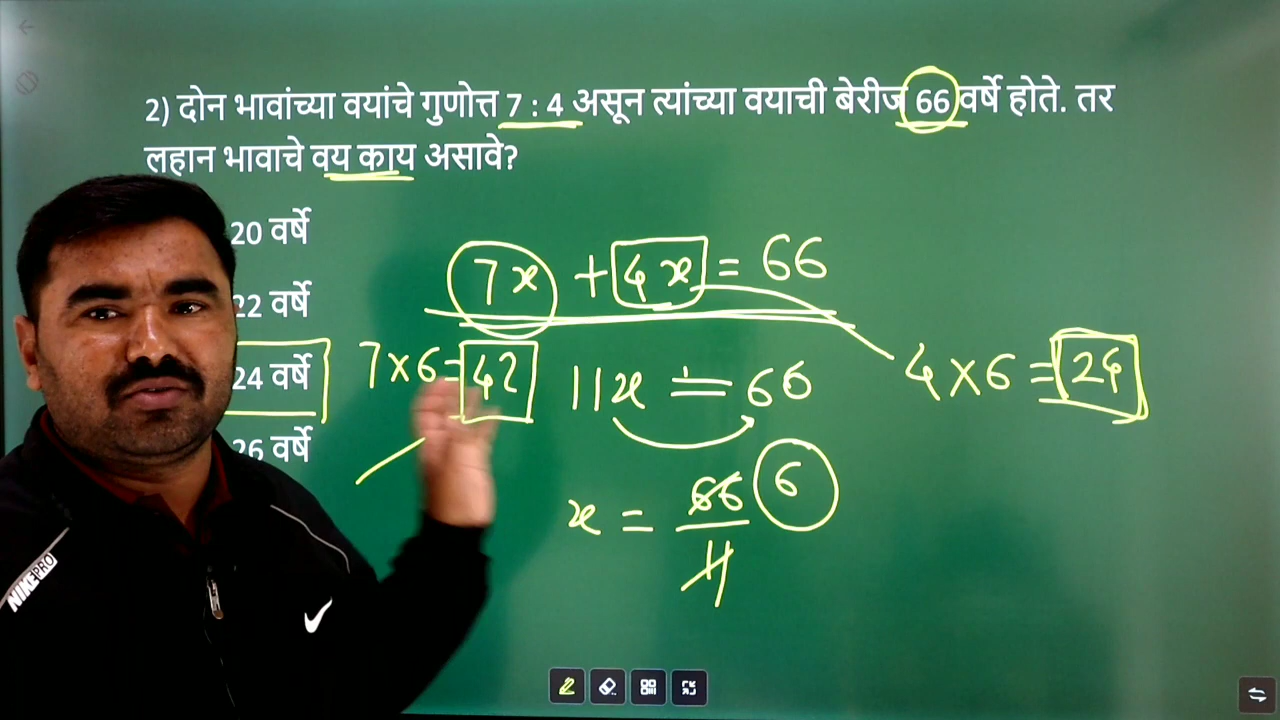 2) दोन भावांच्या वयांचे गुणोत्त 7 : 4 असून त्यांच्या वयाची बेरीज 66 वर्षे होते. तर
लहान भावाचे वय काय असावे?
20 वर्षे
22 वर्षे
24 वर्षे
26 वर्षे
7x + 4x = 66
7×6=42
11x = 66
4×6=24
x = 66/11 6
NIKE PRO